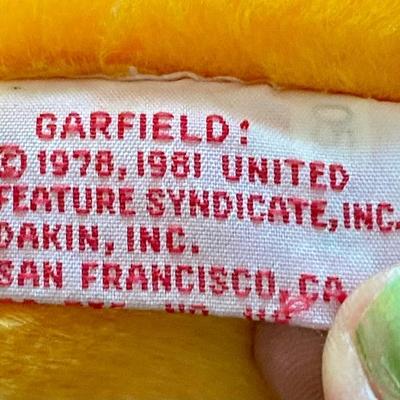 GARFIELD:
© 1978, 1981 UNITED
FEATURE SYNDICATE, INC.
DAKIN, INC.
SAN FRANCISCO, CA